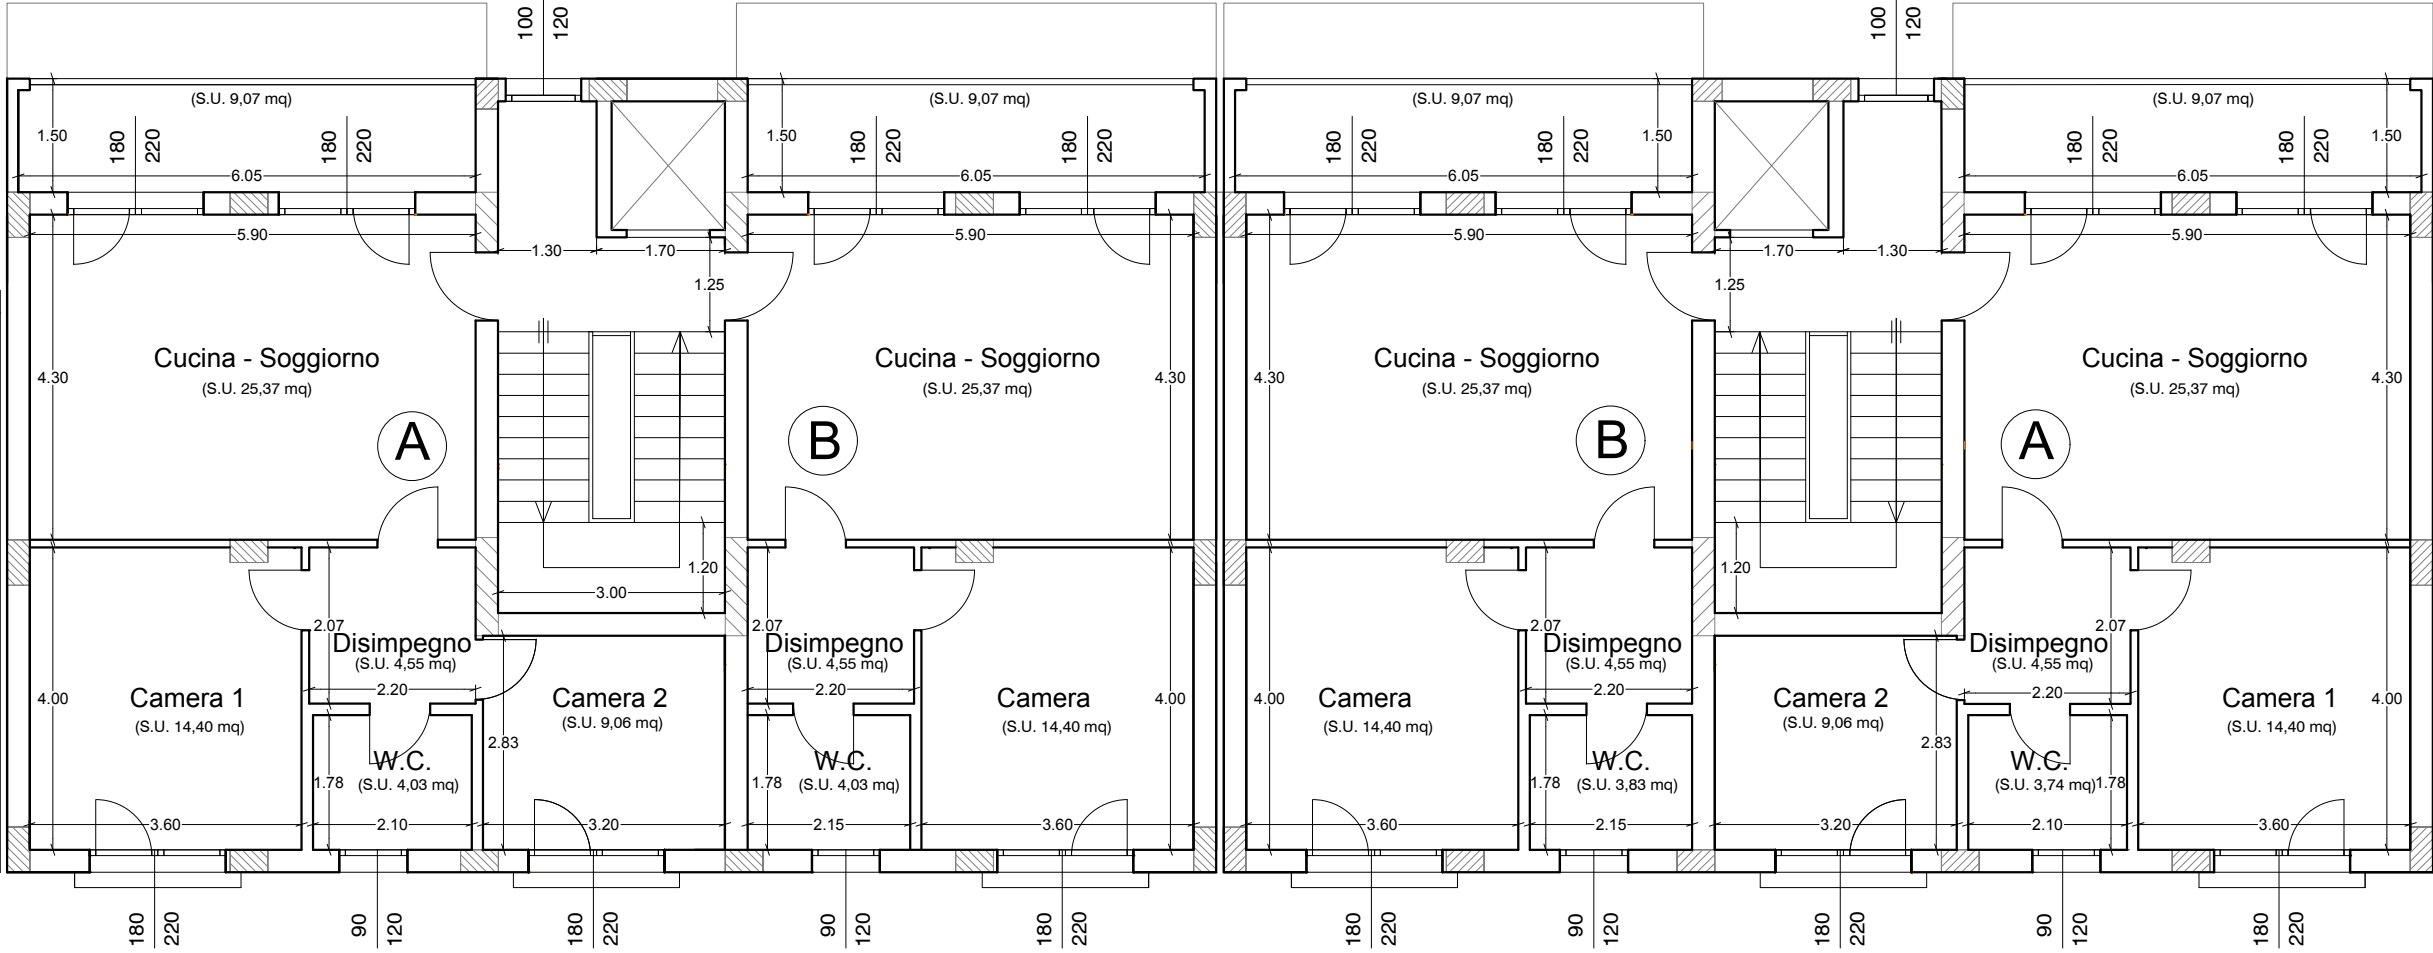 100
120
100
120
(S.U. 9,07 mq)
(S.U. 9,07 mq)
(S.U. 9,07 mq)
(S.U. 9,07 mq)
1.50
180
220
180
220
1.50
180
220
180
220
180
220
180
220
1.50
180
220
180
220
1.50
6.05
6.05
6.05
6.05
5.90
1.30
1.70
5.90
5.90
1.70
1.30
5.90
1.25
1.25
Cucina - Soggiorno
(S.U. 25,37 mq)
Cucina - Soggiorno
(S.U. 25,37 mq)
Cucina - Soggiorno
(S.U. 25,37 mq)
Cucina - Soggiorno
(S.U. 25,37 mq)
4.30
4.30
4.30
4.30
A
B
B
A
1.20
1.20
3.00
2.07
2.07
2.07
2.07
Disimpegno
(S.U. 4,55 mq)
Disimpegno
(S.U. 4,55 mq)
Disimpegno
(S.U. 4,55 mq)
Disimpegno
(S.U. 4,55 mq)
2.20
2.20
2.20
2.20
4.00
Camera 1
(S.U. 14,40 mq)
Camera 2
(S.U. 9,06 mq)
Camera
(S.U. 14,40 mq)
4.00
4.00
Camera
(S.U. 14,40 mq)
Camera 2
(S.U. 9,06 mq)
Camera 1
(S.U. 14,40 mq)
4.00
2.83
2.83
1.78
W.C.
(S.U. 4,03 mq)
1.78
W.C.
(S.U. 4,03 mq)
1.78
W.C.
(S.U. 3,83 mq)
W.C.
(S.U. 3,74 mq)
1.78
3.60
2.10
3.20
2.15
3.60
3.60
2.15
3.20
2.10
3.60
180
220
90
120
180
220
90
120
180
220
180
220
90
120
180
220
90
120
180
220